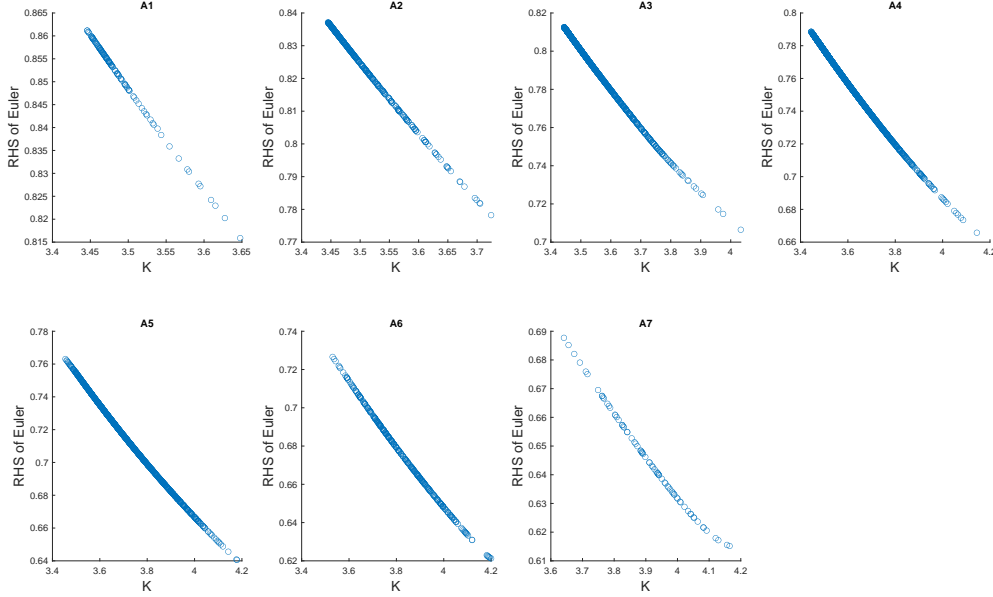 A1
0.865
0.86
0.855
0.85
0.845
0.84
0.835
0.83
0.825
0.82
0.815
RHS of Euler
3.4 3.45 3.5 3.55 3.6 3.65
K
A2
0.84
0.83
0.82
0.81
0.8
0.79
0.78
0.77
RHS of Euler
3.4 3.45 3.5 3.55 3.6 3.65 3.7
K
A3
0.82
0.8
0.78
0.76
0.74
0.72
0.7
RHS of Euler
3.4 3.5 3.6 3.7 3.8 3.9 4
K
A4
0.8
0.78
0.76
0.74
0.72
0.7
0.68
0.66
RHS of Euler
3.4 3.6 3.8 4 4.2
K
A5
0.78
0.76
0.74
0.72
0.7
0.68
0.66
0.64
RHS of Euler
3.4 3.6 3.8 4 4.2
K
A6
0.74
0.72
0.7
0.68
0.66
0.64
0.62
RHS of Euler
3.4 3.6 3.8 4 4.2
K
A7
0.69
0.68
0.67
0.66
0.65
0.64
0.63
0.62
0.61
RHS of Euler
3.6 3.7 3.8 3.9 4 4.1 4.2
K